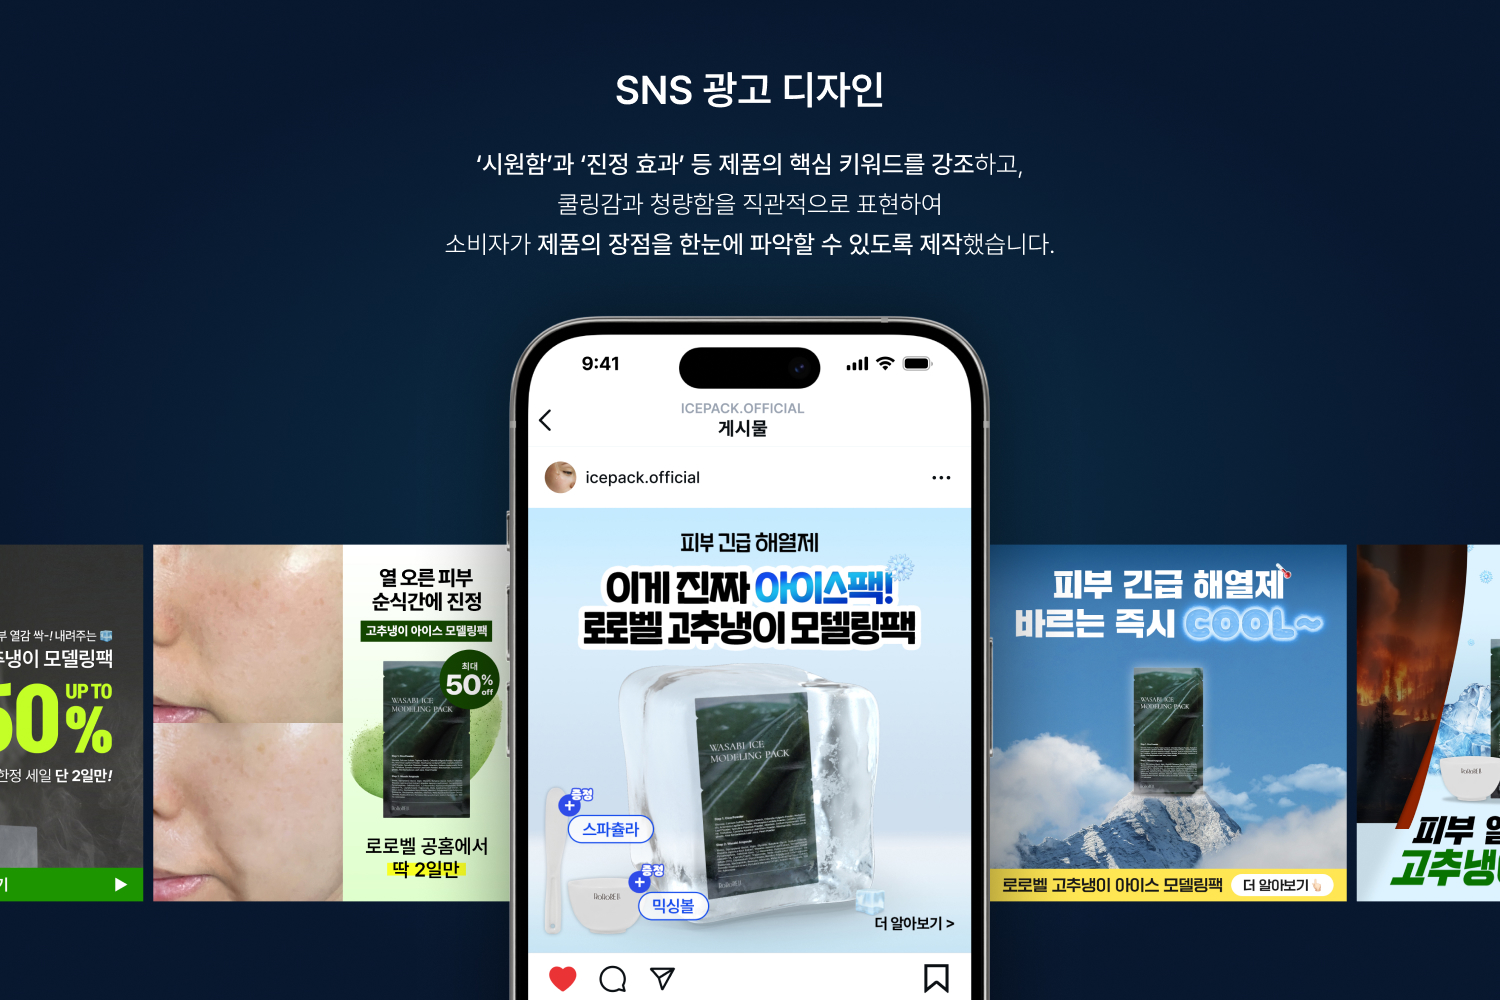 SNS 광고 디자인
‘시원함’과 ‘진정 효과’ 등 제품의 핵심 키워드를 강조하고,
쿨링감과 청량함을 직관적으로 표현하여
소비자가 제품의 장점을 한눈에 파악할 수 있도록 제작했습니다.
9:41
ICEPACK.OFFICIAL
게시물
icepack.official
피부 긴급 해열제
이게 진짜 아이스팩!
로로벨 고추냉이 모델링팩
WASABI ICE
MODELING PACK
증정
+
스파츌라
증정
+
믹싱볼
RoRoBELL
더 알아보기 >
부 열감 싹-! 내려주는
추냉이 모델링팩
50%
UP TO
한정 세일 단 2일만!
기
열 오른 피부
순식간에 진정
고추냉이 아이스 모델링팩
최대
50%
off
WASABI ICE
MODELING PACK
로로벨 공홈에서
딱 2일만
피부 긴급 해열제
바르는 즉시 COOL~
WASABI ICE
MODELING PACK
로로벨 고추냉이 아이스 모델링팩
더 알아보기
RoRoBELL
피부 열
고추냉